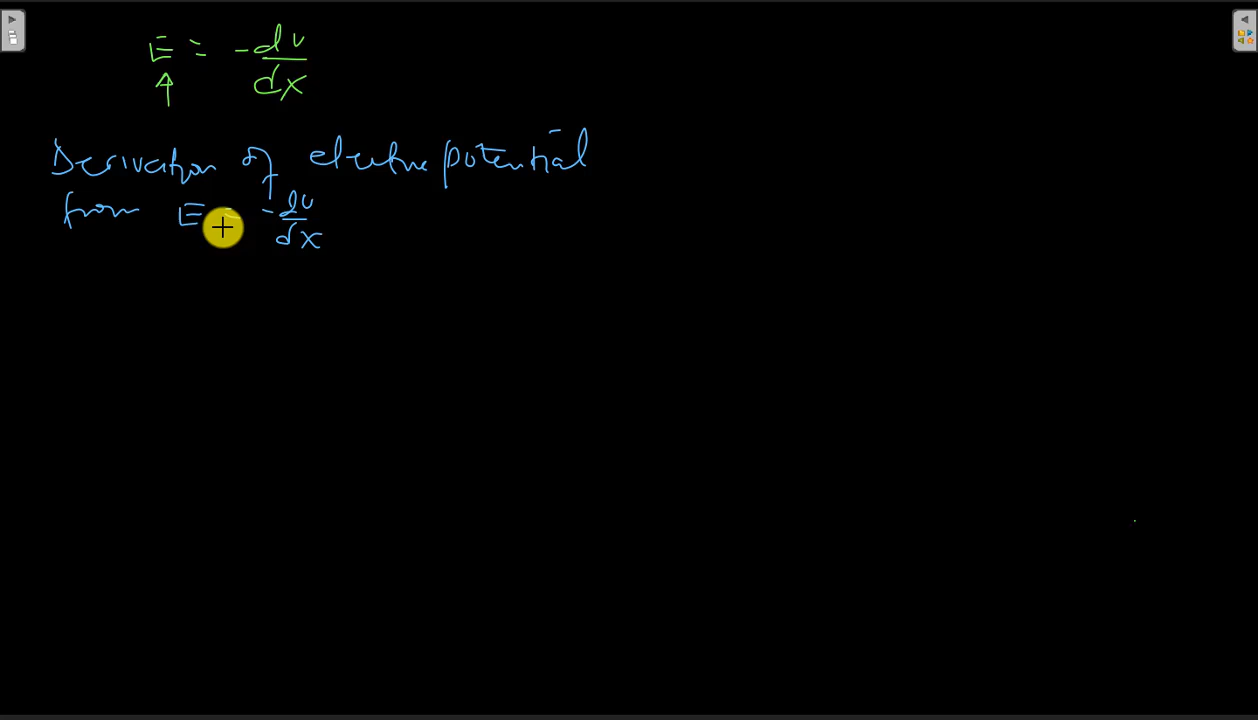 E = -dv/dx
Derivation of electric potential
from E = -dv/dx